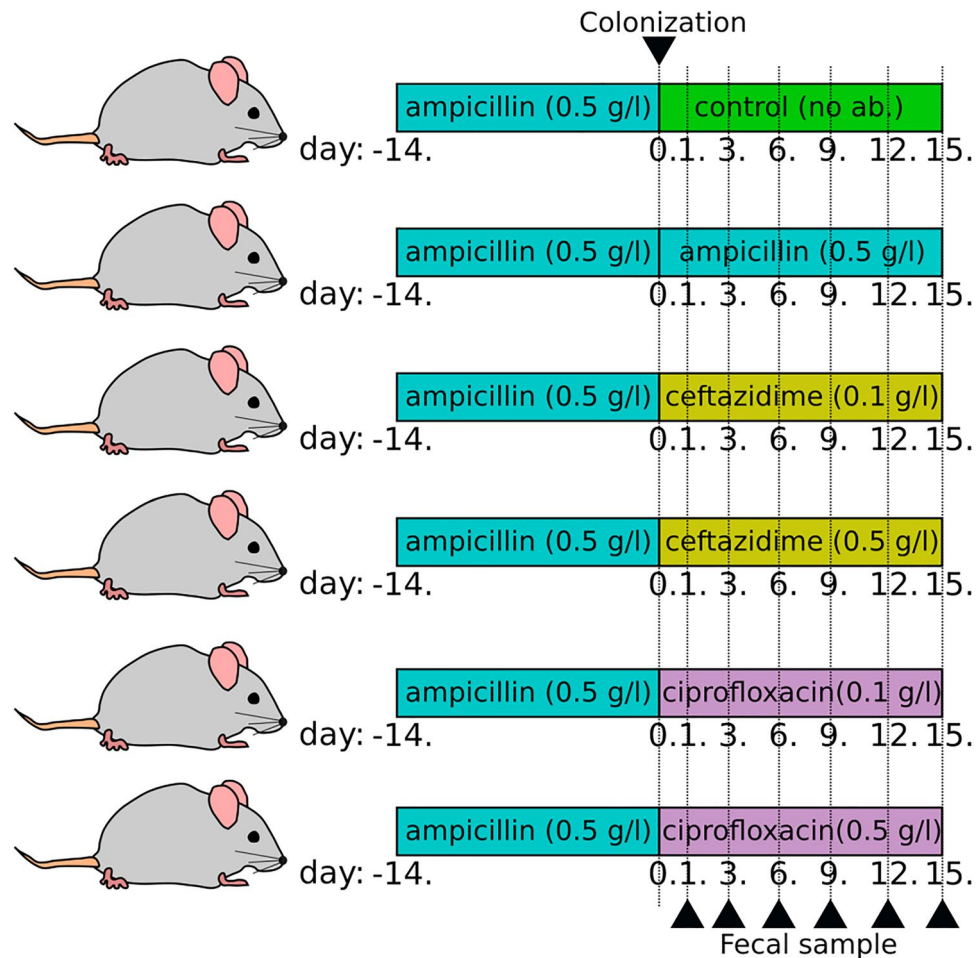 Colonization
ampicillin (0.5 g/l) control (no ab.)
day: -14. 0.1. 3. 6. 9. 12. 15.
ampicillin (0.5 g/l) ampicillin (0.5 g/l)
day: -14. 0.1. 3. 6. 9. 12. 15.
ampicillin (0.5 g/l) ceftazidime (0.1 g/l)
day: -14. 0.1. 3. 6. 9. 12. 15.
ampicillin (0.5 g/l) ceftazidime (0.5 g/l)
day: -14. 0.1. 3. 6. 9. 12. 15.
ampicillin (0.5 g/l) ciprofloxacin(0.1 g/l)
day: -14. 0.1. 3. 6. 9. 12. 15.
ampicillin (0.5 g/l) ciprofloxacin(0.5 g/l)
day: -14. 0.1. 3. 6. 9. 12. 15.
Fecal sample